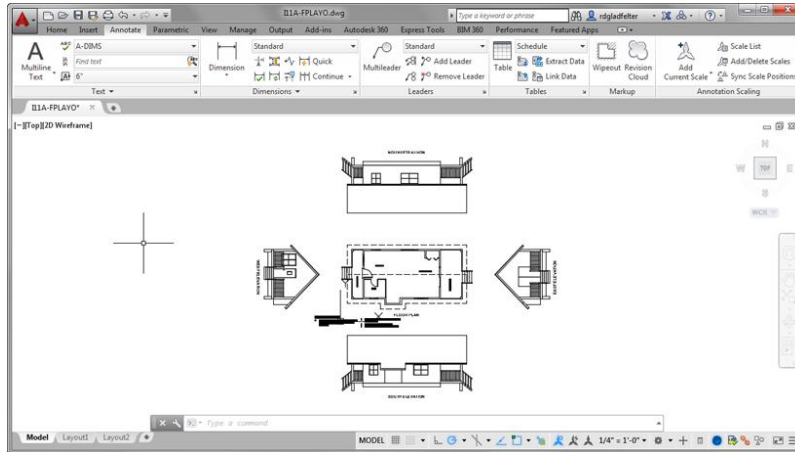 I11A-FPLAYO.dwg
Type a keyword or phrase
rdgladfelter
Home Insert Annotate Parametric View Manage Output Add-ins Autodesk 360 Express Tools BIM 360 Performance Featured Apps
A-DIMS
Find text
6"
Multiline Text
Text
Standard
Dimension
Quick
Continue
Dimensions
Standard
Multileader
Add Leader
Remove Leader
Leaders
Schedule
Table
Extract Data
Link Data
Tables
Wipeout
Revision Cloud
Markup
Add Current Scale
Scale List
Add/Delete Scales
Sync Scale Positions
Annotation Scaling
I11A-FPLAYO*
[−][Top][2D Wireframe]
N
W TOP E
S
WCS
FLOOR PLAN
Type a command
Model Layout1 Layout2
MODEL
1/4" = 1'-0"